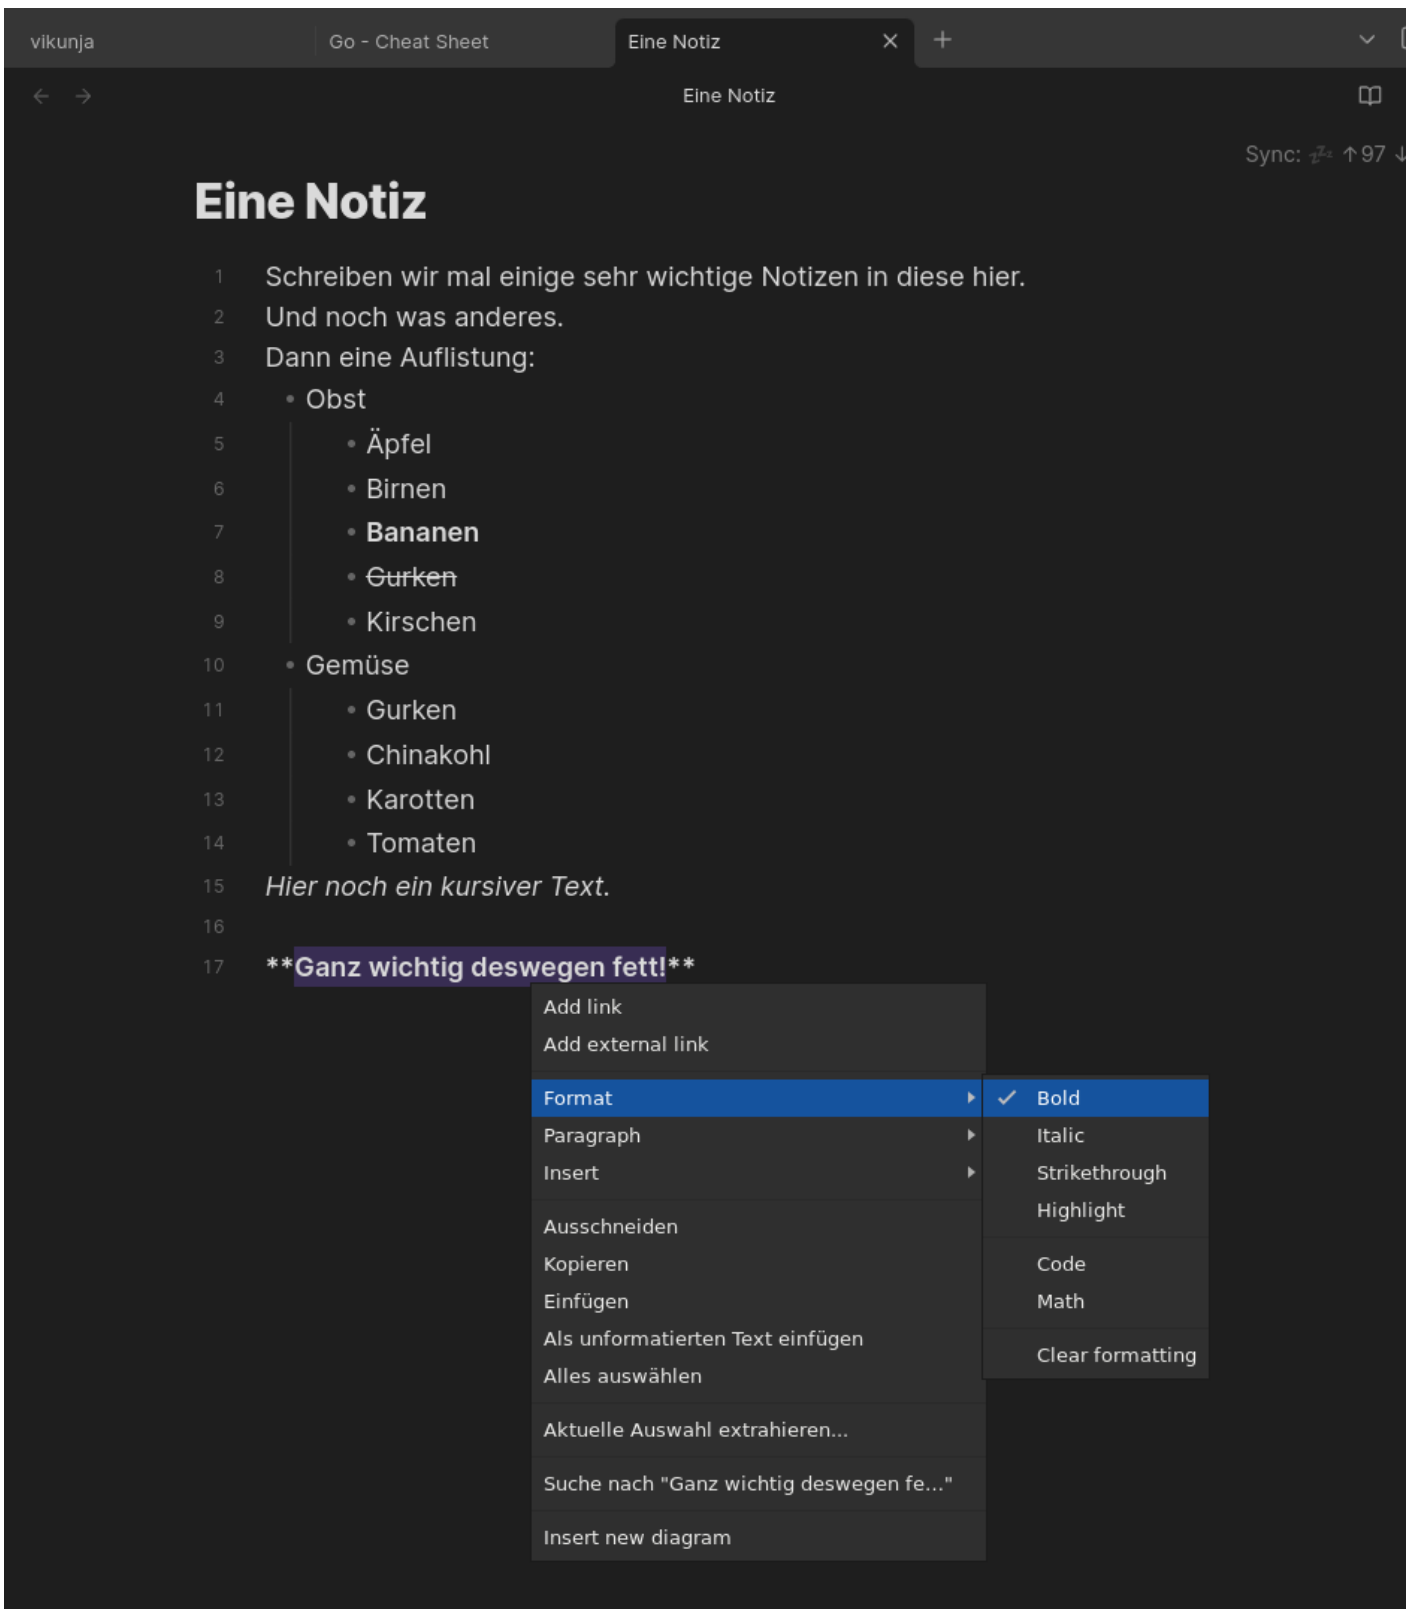 vikunja
Go - Cheat Sheet
Eine Notiz
Eine Notiz
Sync: 💤 ↑97 ↓
Eine Notiz
1 Schreiben wir mal einige sehr wichtige Notizen in diese hier.
2 Und noch was anderes.
3 Dann eine Auflistung:
4 • Obst
5 • Äpfel
6 • Birnen
7 • Bananen
8 • Gurken
9 • Kirschen
10 • Gemüse
11 • Gurken
12 • Chinakohl
13 • Karotten
14 • Tomaten
15 Hier noch ein kursiver Text.
16
17 **Ganz wichtig deswegen fett!**
Add link
Add external link
Format
Paragraph
Insert
Ausschneiden
Kopieren
Einfügen
Als unformatierten Text einfügen
Alles auswählen
Aktuelle Auswahl extrahieren...
Suche nach "Ganz wichtig deswegen fe..."
Insert new diagram
Bold
Italic
Strikethrough
Highlight
Code
Math
Clear formatting